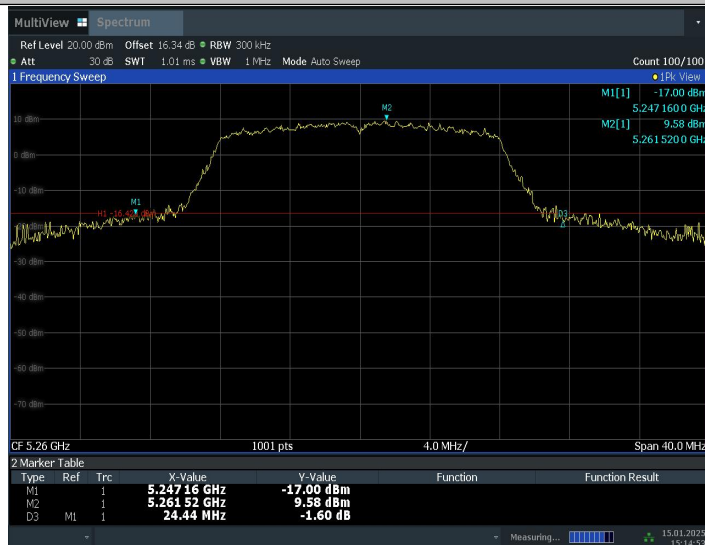 MultiView Spectrum
Ref Level 20.00 dBm Offset 16.34 dB RBW 300 kHz
Att 30 dB SWT 1.01 ms VBW 1 MHz Mode Auto Sweep Count 100/100
1 Frequency Sweep 1Pk View
M1[1] -17.00 dBm
5.247 160 0 GHz
M2[1] 9.58 dBm
5.261 520 0 GHz
M2
10 dBm
0 dBm
-10 dBm
M1
H1 D3
-30 dBm
-40 dBm
-50 dBm
-60 dBm
-70 dBm
CF 5.26 GHz 1001 pts 4.0 MHz/ Span 40.0 MHz
2 Marker Table
Type Ref Trc X-Value Y-Value Function Function Result
M1 1 5.247 16 GHz -17.00 dBm
M2 1 5.261 52 GHz 9.58 dBm
D3 M1 1 24.44 MHz -1.60 dB
Measuring... 15.01.2025
15:14:53